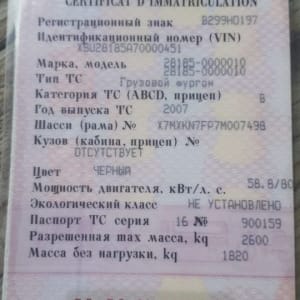 CERTIFICAT D'IMMATRICULATION
Регистрационный знак В299НО197
Идентификационный номер (VIN)
XSU28185A70000451
Марка, модель 28185-0000010
28185-0000010
Тип ТС Грузовой фургон
Категория ТС (ABCD, прицеп) B
Год выпуска ТС 2007
Шасси (рама) № X7MXKN7FP7M007498
Кузов (кабина, прицеп) №
ОТСУТСТВУЕТ
Цвет ЧЕРНЫЙ
Мощность двигателя, кВт/л. с. 58.8/80
Экологический класс НЕ УСТАНОВЛЕНО
Паспорт ТС серия 16 № 900159
Разрешенная max масса, kg 2600
Масса без нагрузки, kg 1820